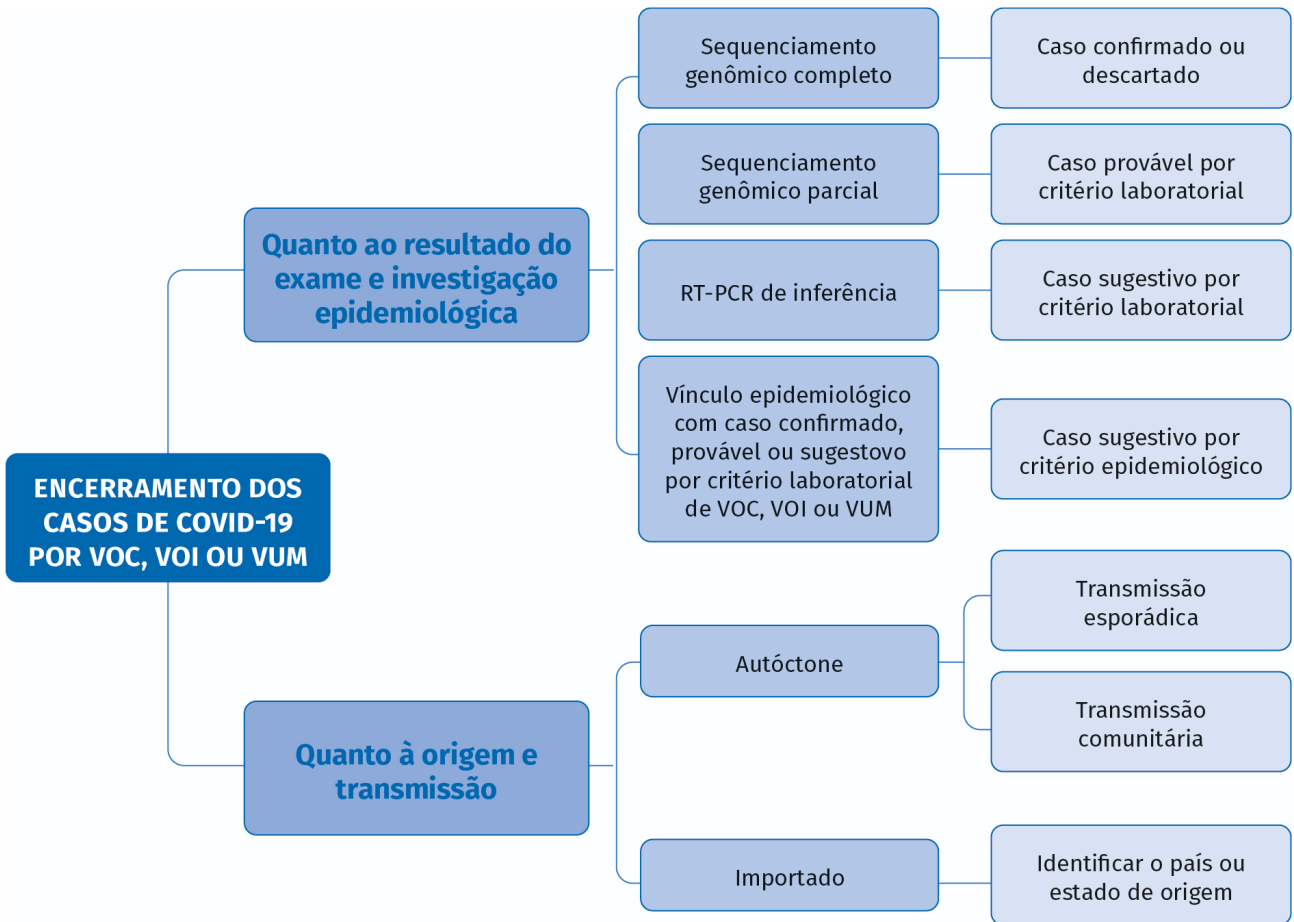 ENCERRAMENTO DOS
CASOS DE COVID-19
POR VOC, VOI OU VUM
Quanto ao resultado do
exame e investigação
epidemiológica
Sequenciamento
genômico completo
Caso confirmado ou
descartado
Sequenciamento
genômico parcial
Caso provável por
critério laboratorial
RT-PCR de inferência
Caso sugestivo por
critério laboratorial
Vínculo epidemiológico
com caso confirmado,
provável ou sugestovo
por critério laboratorial
de VOC, VOI ou VUM
Caso sugestivo por
critério epidemiológico
Quanto à origem e
transmissão
Autóctone
Transmissão
esporádica
Transmissão
comunitária
Importado
Identificar o país ou
estado de origem